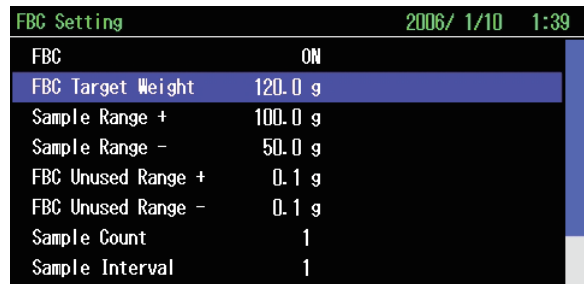 FBC Setting 2006/ 1/10 1:39
FBC ON
FBC Target Weight 120.0 g
Sample Range + 100.0 g
Sample Range - 50.0 g
FBC Unused Range + 0.1 g
FBC Unused Range - 0.1 g
Sample Count 1
Sample Interval 1